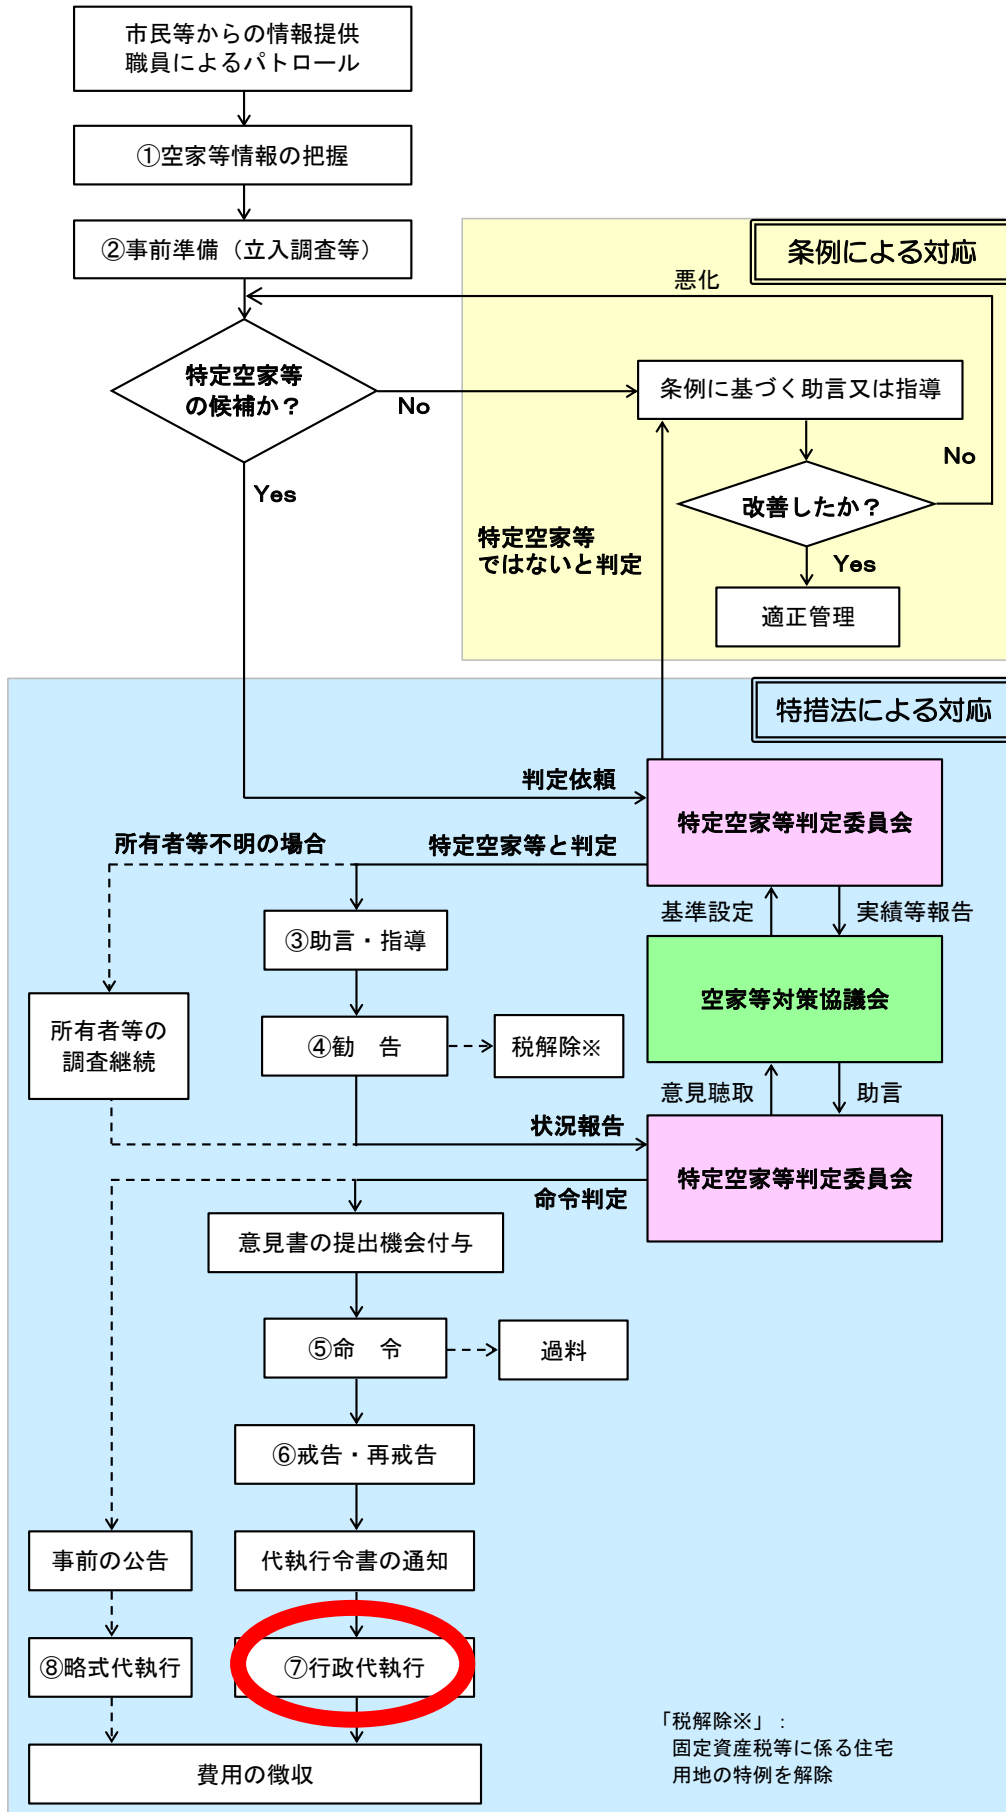 市民等からの情報提供
職員によるパトロール
①空家等情報の把握
②事前準備（立入調査等）
条例による対応
悪化
特定空家等
の候補か？
No
条例に基づく助言又は指導
No
Yes
改善したか？
特定空家等
ではないと判定
Yes
適正管理
特措法による対応
判定依頼
特定空家等判定委員会
所有者等不明の場合
特定空家等と判定
基準設定
実績等報告
③助言・指導
空家等対策協議会
所有者等の
調査継続
④勧　告
税解除※
意見聴取
助言
状況報告
特定空家等判定委員会
命令判定
意見書の提出機会付与
⑤命　令
過料
⑥戒告・再戒告
事前の公告
代執行令書の通知
⑧略式代執行
⑦行政代執行
費用の徴収
「税解除※」：
固定資産税等に係る住宅
用地の特例を解除